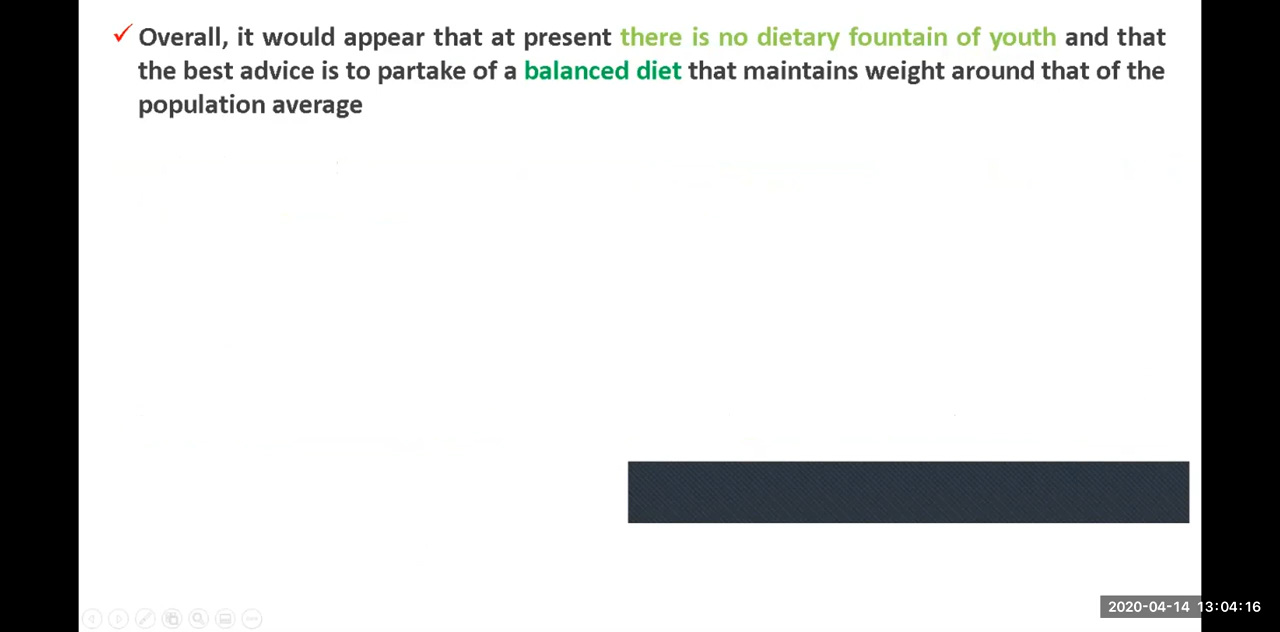 ✓ Overall, it would appear that at present there is no dietary fountain of youth and that
the best advice is to partake of a balanced diet that maintains weight around that of the
population average
2020-04-14 13:04:16